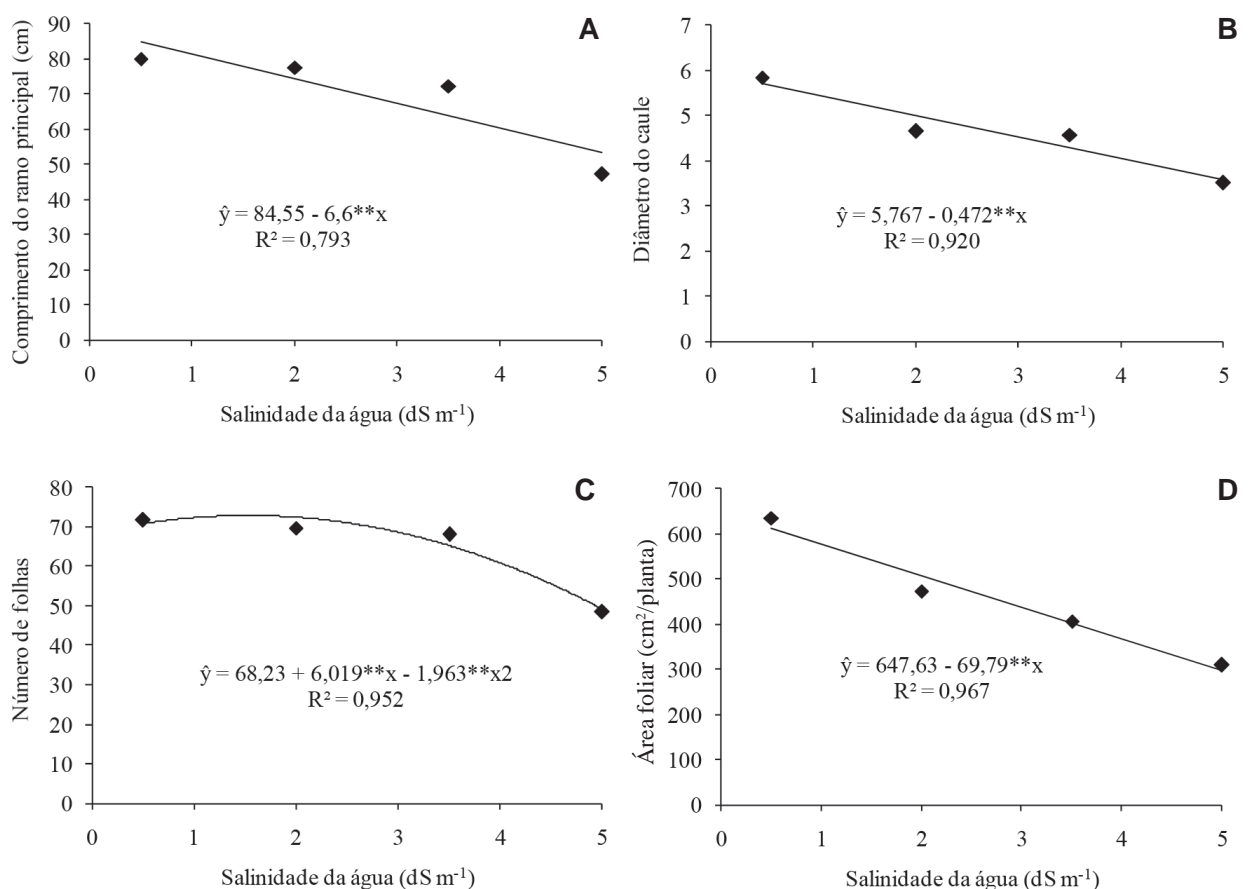 A
Comprimento do ramo principal (cm)
90
80
70
60
50
40
30
20
10
0
ŷ = 84,55 - 6,6**x
R² = 0,793
0 1 2 3 4 5
Salinidade da água (dS m⁻¹)
B
Diâmetro do caule
7
6
5
4
3
2
1
0
ŷ = 5,767 - 0,472**x
R² = 0,920
0 1 2 3 4 5
Salinidade da água (dS m⁻¹)
C
Número de folhas
80
70
60
50
40
30
20
10
0
ŷ = 68,23 + 6,019**x - 1,963**x2
R² = 0,952
0 1 2 3 4 5
Salinidade da água (dS m⁻¹)
D
Área foliar (cm²/planta)
700
600
500
400
300
200
100
0
ŷ = 647,63 - 69,79**x
R² = 0,967
0 1 2 3 4 5
Salinidade da água (dS m⁻¹)